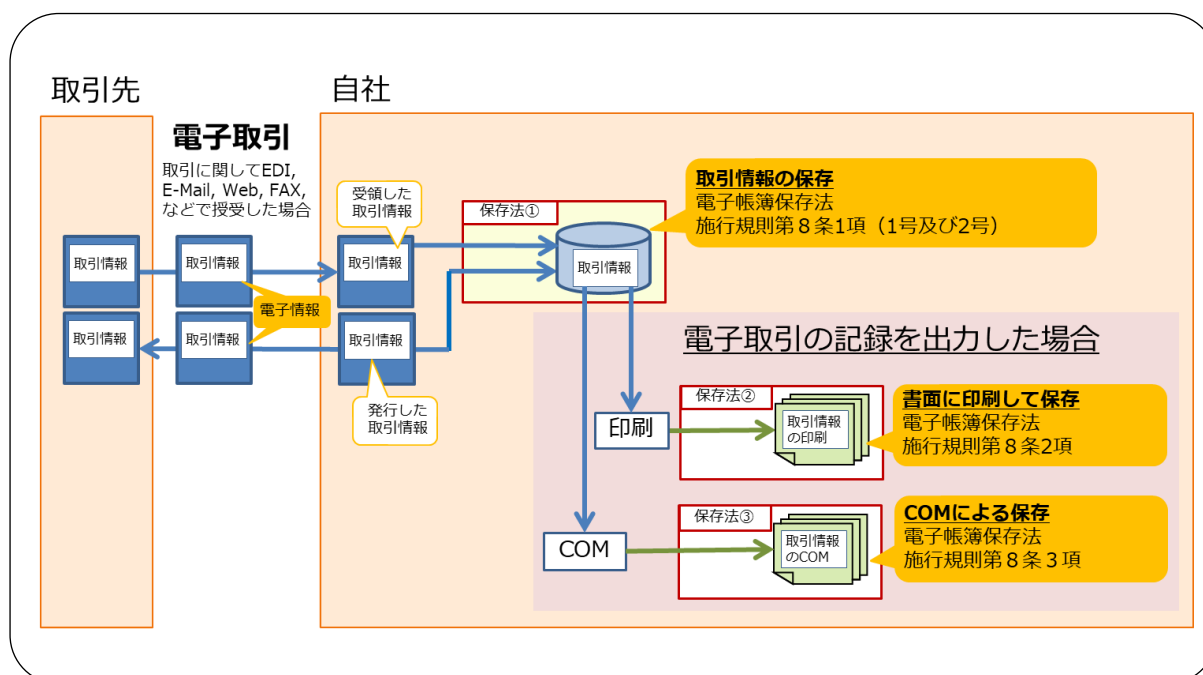 取引先
自社
電子取引
取引に関してEDI,
E-Mail, Web, FAX,
などで授受した場合
受領した
取引情報
保存法①
取引情報の保存
電子帳簿保存法
施行規則第８条1項（1号及び2号）
取引情報
取引情報
取引情報
取引情報
電子情報
取引情報
取引情報
取引情報
発行した
取引情報
電子取引の記録を出力した場合
印刷
保存法②
取引情報
の印刷
書面に印刷して保存
電子帳簿保存法
施行規則第８条2項
COM
保存法③
取引情報
のCOM
COMによる保存
電子帳簿保存法
施行規則第８条３項